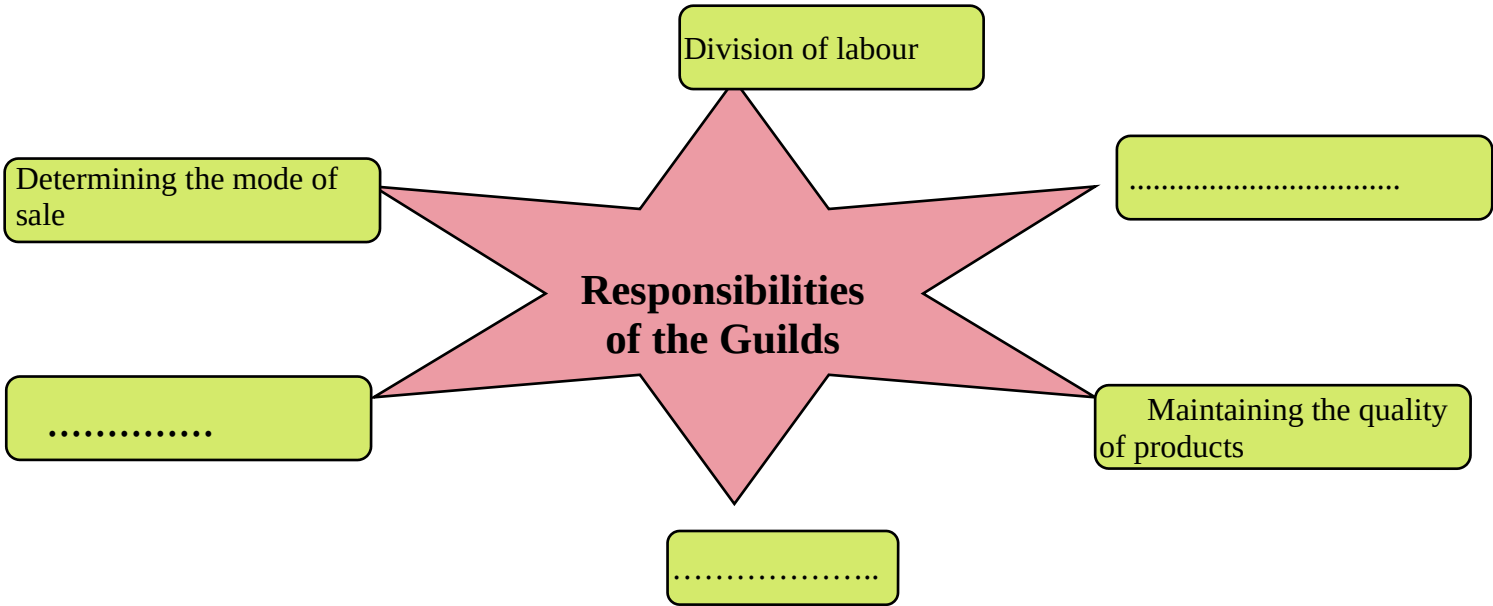 Division of labour
Determining the mode of
sale
.................................
Responsibilities
of the Guilds
..............
Maintaining the quality
of products
…………………..